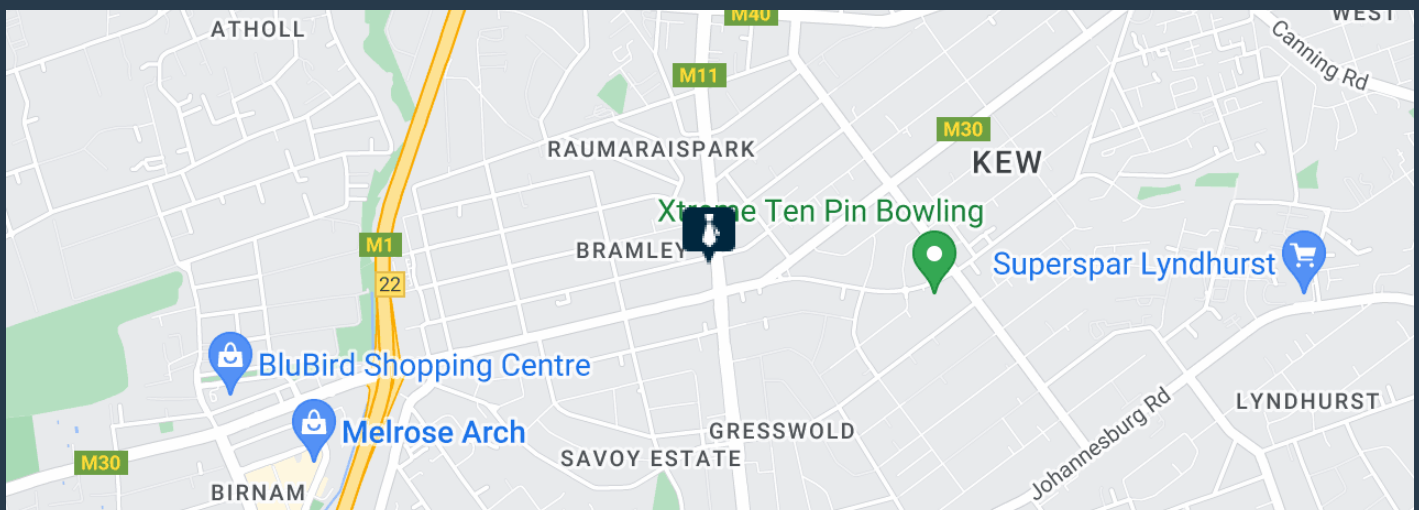 M40
WEST
ATHOLL
Canning Rd
M11
M30
RAUMARAISPARK
KEW
Xtreme Ten Pin Bowling
M1
BRAMLEY
Superspar Lyndhurst
22
BluBird Shopping Centre
LYNDHURST
Melrose Arch
GRESSWOLD
Johannesburg Rd
SAVOY ESTATE
M30
BIRNAM